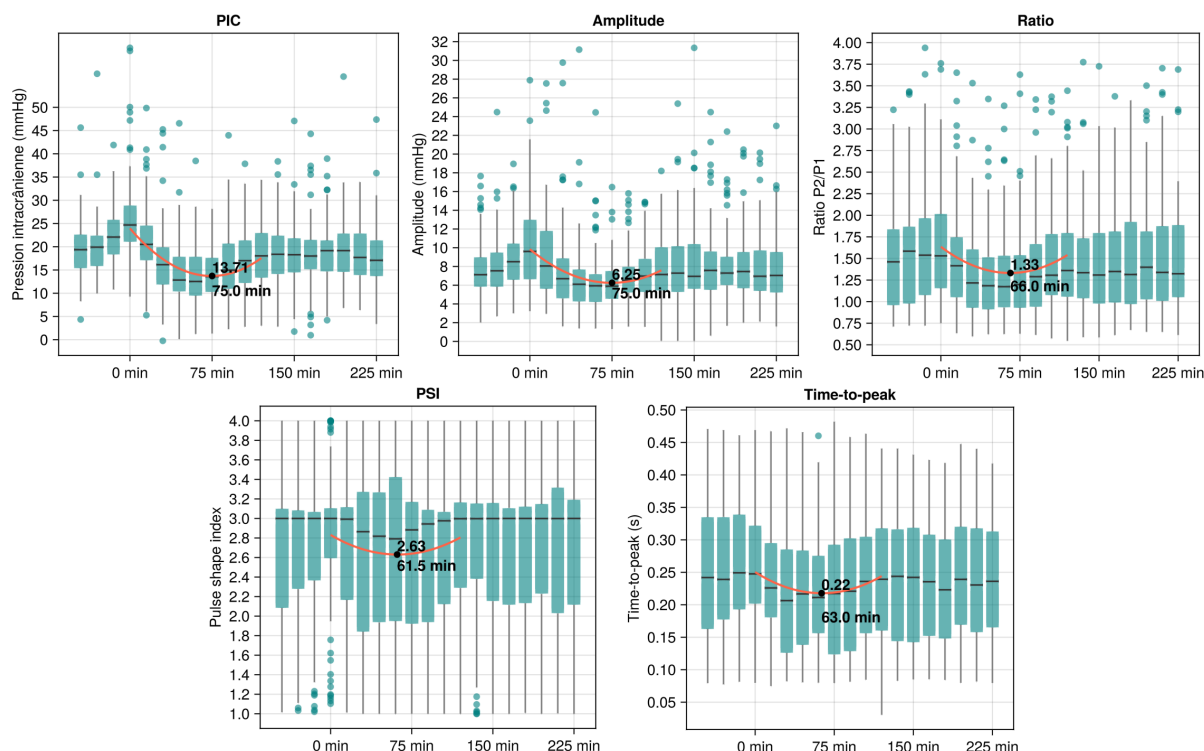 PIC
Pression intracrânienne (mmHg)
50
45
40
35
30
25
20
15
10
5
0
13.71
75.0 min
0 min
75 min
150 min
225 min
Amplitude
Amplitude (mmHg)
32
30
28
26
24
22
20
18
16
14
12
10
8
6
4
2
0
6.25
75.0 min
0 min
75 min
150 min
225 min
Ratio
Ratio P2/P1
4.00
3.75
3.50
3.25
3.00
2.75
2.50
2.25
2.00
1.75
1.50
1.25
1.00
0.75
0.50
1.33
66.0 min
0 min
75 min
150 min
225 min
PSI
Pulse shape index
4.0
3.8
3.6
3.4
3.2
3.0
2.8
2.6
2.4
2.2
2.0
1.8
1.6
1.4
1.2
1.0
2.63
61.5 min
0 min
75 min
150 min
225 min
Time-to-peak
Time-to-peak (s)
0.50
0.45
0.40
0.35
0.30
0.25
0.20
0.15
0.10
0.05
0.22
63.0 min
0 min
75 min
150 min
225 min